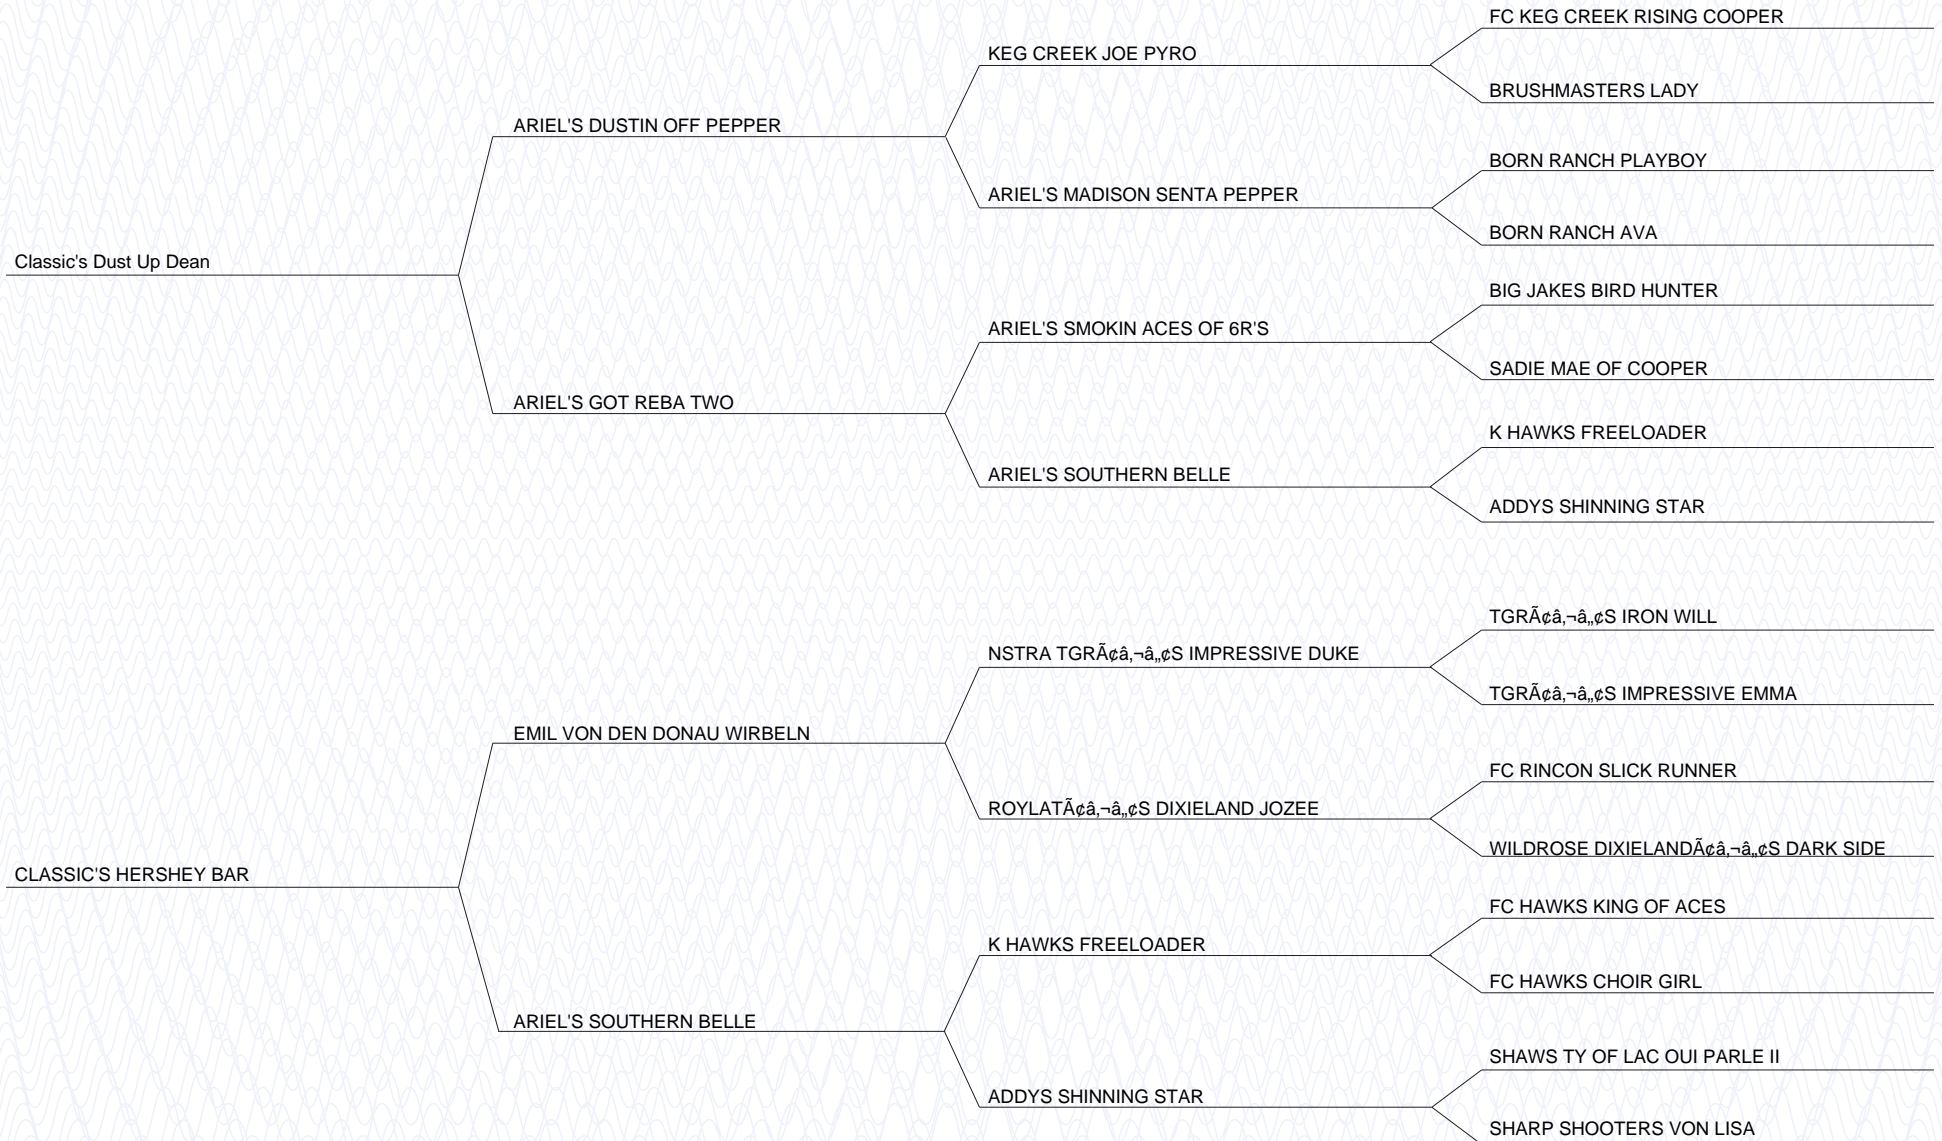 FC KEG CREEK RISING COOPER
KEG CREEK JOE PYRO
BRUSHMASTERS LADY
ARIEL'S DUSTIN OFF PEPPER
BORN RANCH PLAYBOY
ARIEL'S MADISON SENTA PEPPER
BORN RANCH AVA
Classic's Dust Up Dean
BIG JAKES BIRD HUNTER
ARIEL'S SMOKIN ACES OF 6R'S
SADIE MAE OF COOPER
ARIEL'S GOT REBA TWO
K HAWKS FREELOADER
ARIEL'S SOUTHERN BELLE
ADDYS SHINNING STAR
TGRÃ¢â‚¬â„¢S IRON WILL
NSTRA TGRÃ¢â‚¬â„¢S IMPRESSIVE DUKE
TGRÃ¢â‚¬â„¢S IMPRESSIVE EMMA
EMIL VON DEN DONAU WIRBELN
FC RINCON SLICK RUNNER
ROYLATÃ¢â‚¬â„¢S DIXIELAND JOZEE
WILDROSE DIXIELANDÃ¢â‚¬â„¢S DARK SIDE
CLASSIC'S HERSHEY BAR
FC HAWKS KING OF ACES
K HAWKS FREELOADER
FC HAWKS CHOIR GIRL
ARIEL'S SOUTHERN BELLE
SHAWS TY OF LAC OUI PARLE II
ADDYS SHINNING STAR
SHARP SHOOTERS VON LISA